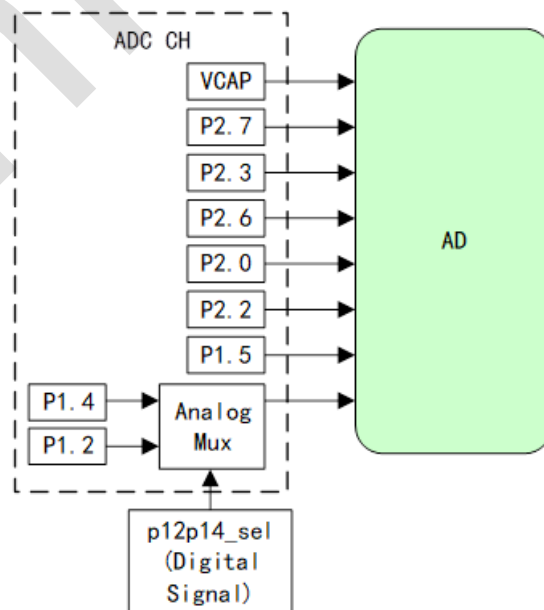 ADC CH
VCAP
P2.7
P2.3
P2.6
P2.0
P2.2
P1.5
P1.4
P1.2
Analog
Mux
AD
p12p14_sel
(Digital
Signal)